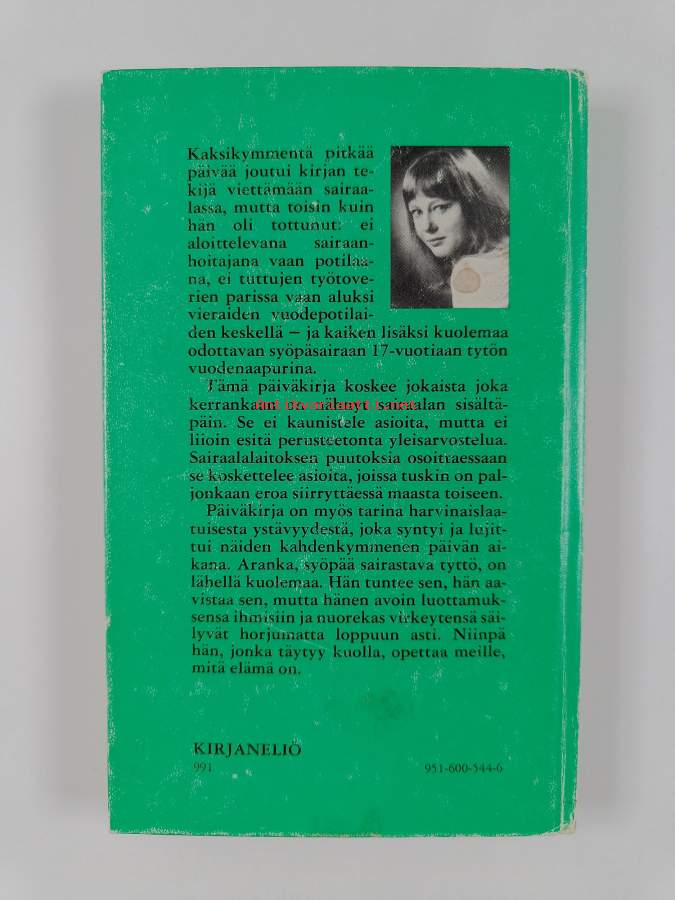 Kaksikymmentä pitkää
päivää joutui kirjan te-
kijä viettämään sairaa-
lassa, mutta toisin kuin
hän oli tottunut: ei
aloittelevana sairaan-
hoitajana vaan potilaa-
na, ei tuttujen työtove-
rien parissa vaan aluksi
vieraiden vuodepotilai-
den keskellä – ja kaiken lisäksi kuolemaa
odottavan syöpäsairaan 17-vuotiaan tytön
vuodenaapurina.
Tämä päiväkirja koskee jokaista joka
kerrankaan on nähnyt sairaalan sisältä-
päin. Se ei kaunistele asioita, mutta ei
liioin esitä perusteetonta yleisarvostelua.
Sairaalalaitoksen puutoksia osoittaessaan
se koskettelee asioita, joissa tuskin on pal-
jonkaan eroa siirryttäessä maasta toiseen.
Päiväkirja on myös tarina harvinaislaa-
tuisesta ystävyydestä, joka syntyi ja lujit-
tui näiden kahdenkymmenen päivän ai-
kana. Aranka, syöpää sairastava tyttö, on
lähellä kuolemaa. Hän tuntee sen, hän aa-
vistaa sen, mutta hänen avoin luottamuk-
sensa ihmisiin ja nuorekas virkeytensä säi-
lyvät horjumatta loppuun asti. Niinpä
hän, jonka täytyy kuolla, opettaa meille,
mitä elämä on.
KIRJANELIÖ
991
951-600-544-6